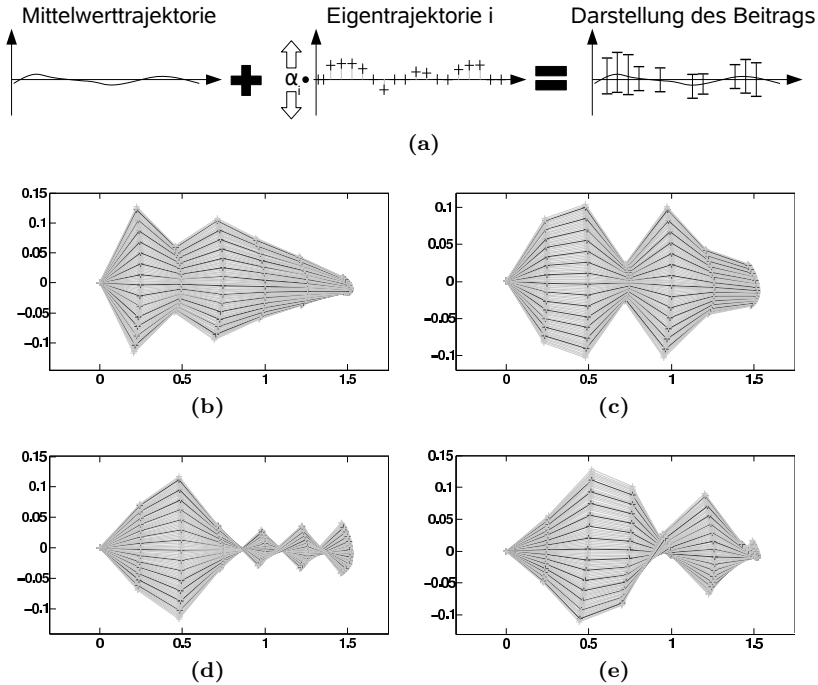 Mittelwerttrajektorie Eigentrajektorie i Darstellung des Beitrags
α i
(a)
0.15 0.15
0.1 0.1
0.05 0.05
0 0
−0.05 −0.05
−0.1 −0.1
0 0.5 1 1.5 0 0.5 1 1.5
(b) (c)
0.15 0.15
0.1 0.1
0.05 0.05
0 0
−0.05 −0.05
−0.1 −0.1
0 0.5 1 1.5 0 0.5 1 1.5
(d) (e)